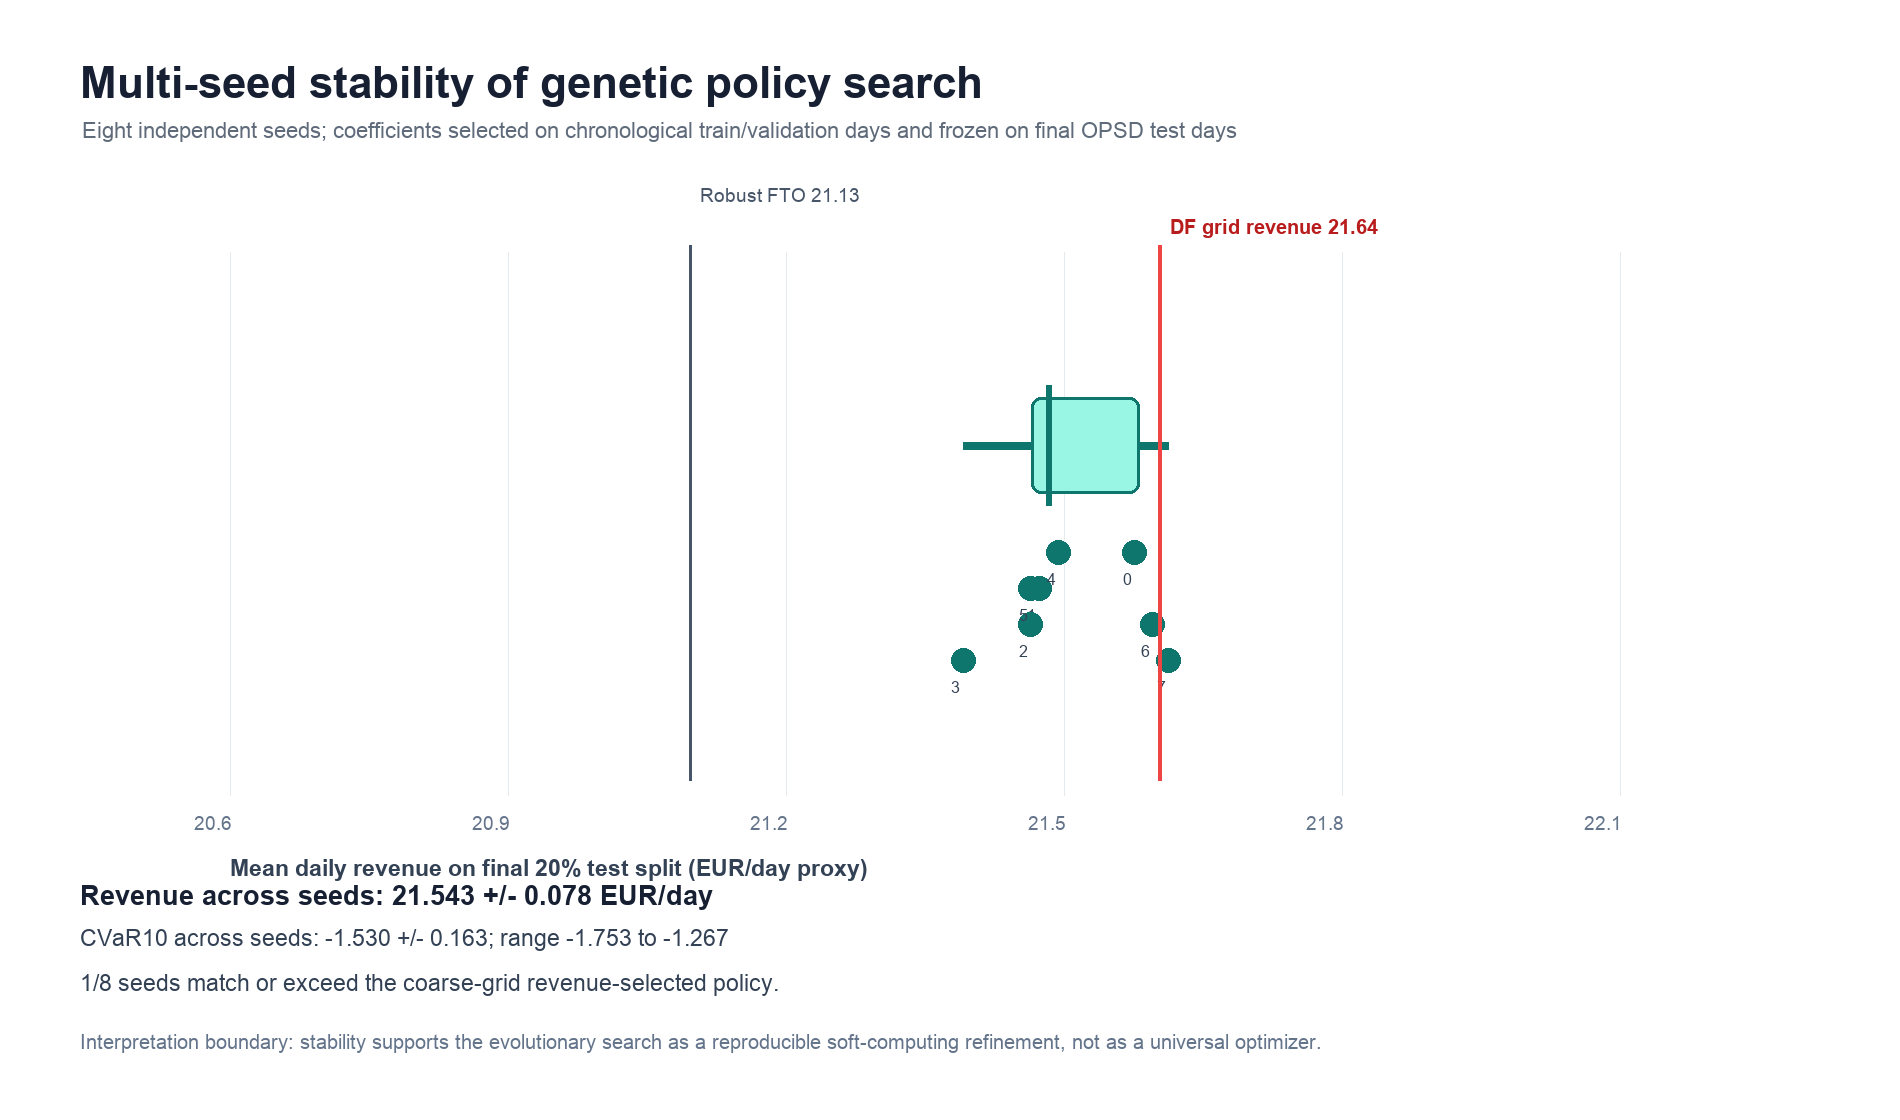 Multi-seed stability of genetic policy search
Eight independent seeds; coefficients selected on chronological train/validation days and frozen on final OPSD test days
Robust FTO 21.13
DF grid revenue 21.64
4
0
5
2
6
3
7
20.6
20.9
21.2
21.5
21.8
22.1
Mean daily revenue on final 20% test split (EUR/day proxy)
Revenue across seeds: 21.543 +/- 0.078 EUR/day
CVaR10 across seeds: -1.530 +/- 0.163; range -1.753 to -1.267
1/8 seeds match or exceed the coarse-grid revenue-selected policy.
Interpretation boundary: stability supports the evolutionary search as a reproducible soft-computing refinement, not as a universal optimizer.